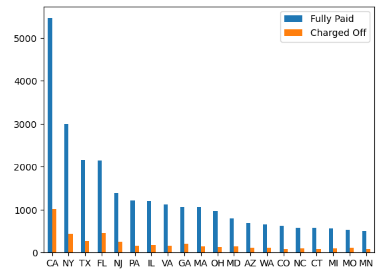 Fully Paid
Charged Off
5000
4000
3000
2000
1000
0
CA NY TX FL NJ PA IL VA GA MA OH MD AZ WA CO NC CT MI MO MN